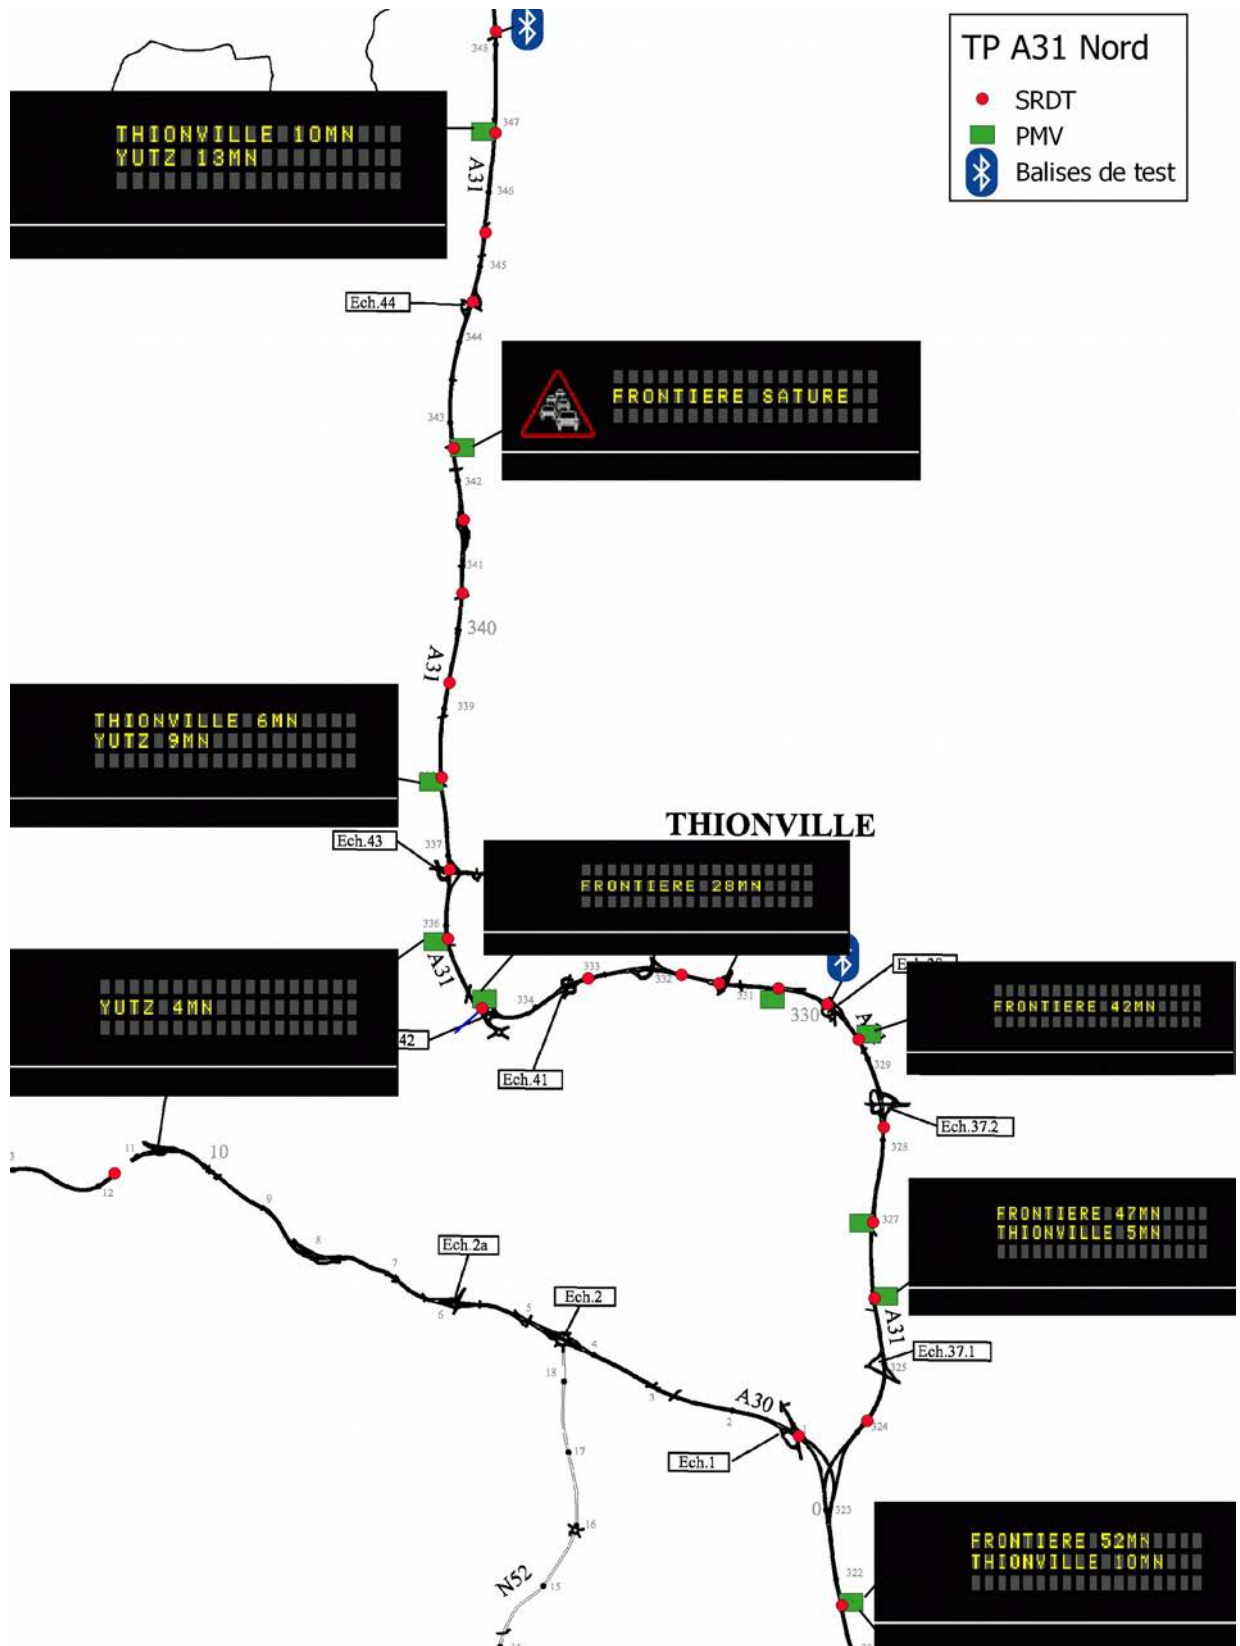 348
TP A31 Nord
SRDT
PMV
Balises de test
347
THIONVILLE 10MN
YUTZ 13MN
A31
346
345
Ech.44
344
FRONTIERE SATURE
343
342
341
340
A31
339
THIONVILLE 6MN
YUTZ 9MN
THIONVILLE
337
Ech.43
FRONTIERE 28MN
336
A31
333
332
331
330
334
YUTZ 4MN
42
Ech.41
FRONTIERE 42MN
329
Ech.37.2
328
11
10
12
9
8
7
Ech.2a
6
5
Ech.2
4
327
FRONTIERE 47MN
THIONVILLE 5MN
A31
Ech.37.1
325
18
3
A30
2
1
324
Ech.1
17
0
323
16
FRONTIERE 52MN
THIONVILLE 10MN
N52
15
322